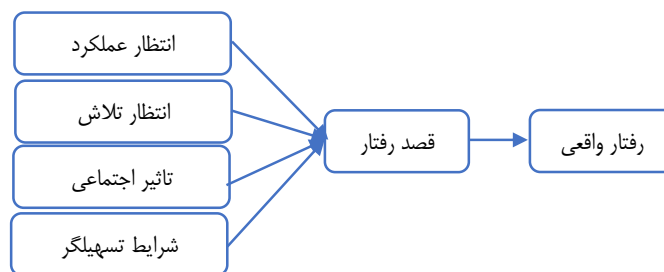 انتظار عملکرد
انتظار تلاش
تاثیر اجتماعی
شرایط تسهیلگر
قصد رفتار
رفتار واقعی